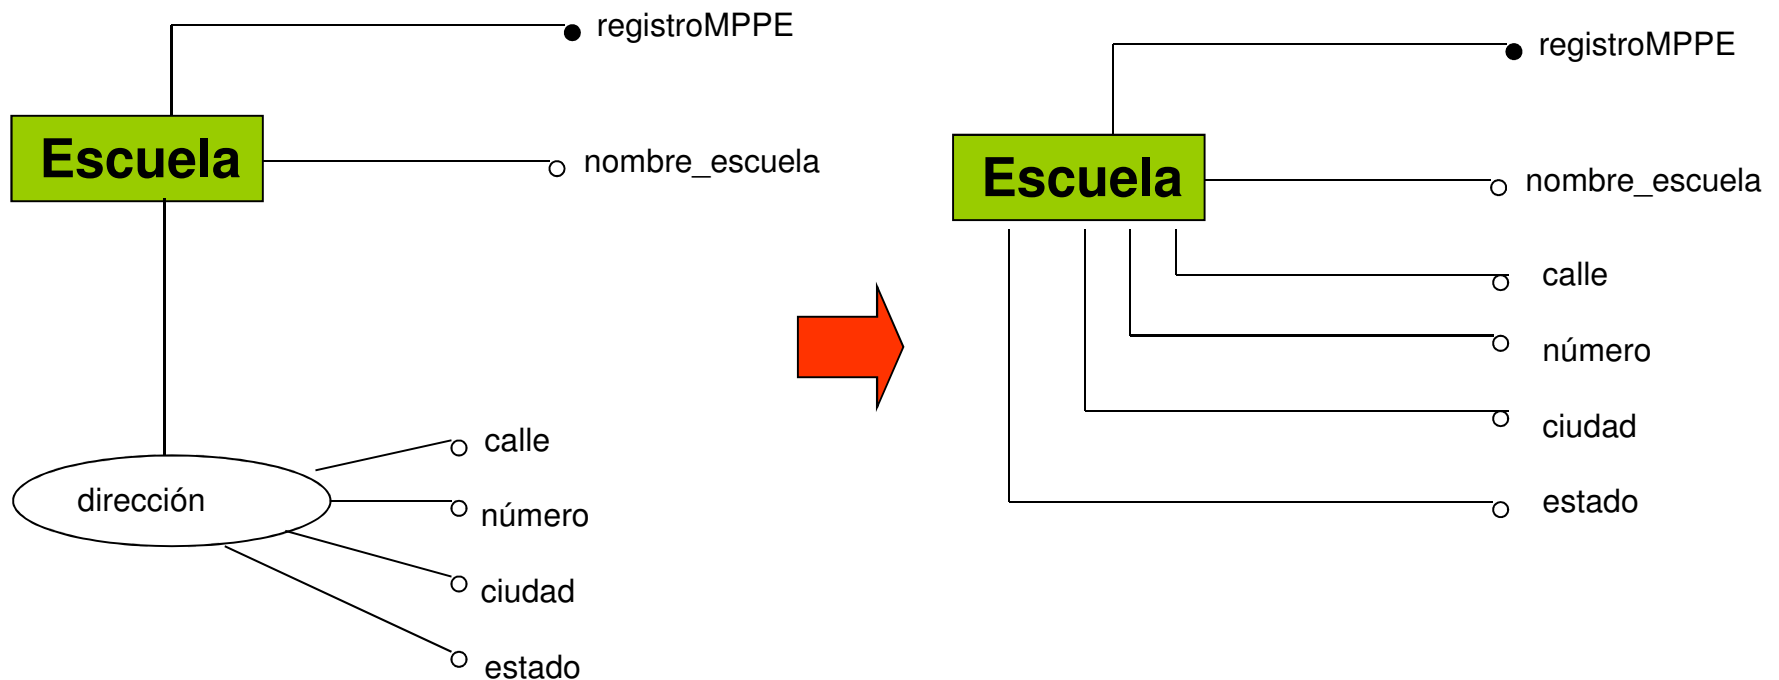 registroMPPE
Escuela
nombre_escuela
dirección
calle
número
ciudad
estado
registroMPPE
Escuela
nombre_escuela
calle
número
ciudad
estado